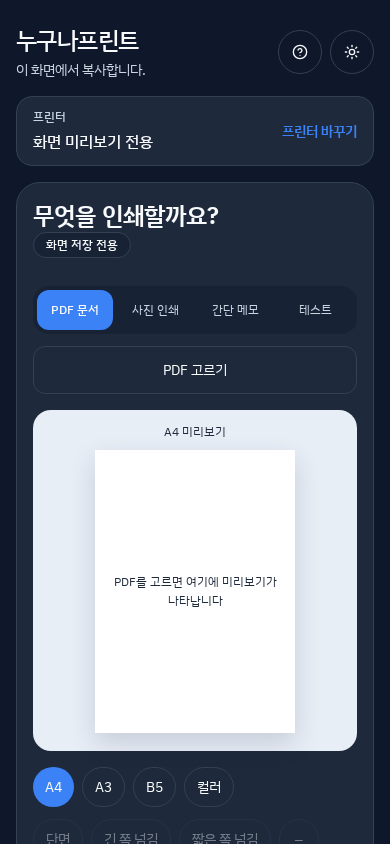 누구나프린트
이 화면에서 복사합니다.
프린터
화면 미리보기 전용
프린터 바꾸기
무엇을 인쇄할까요?
화면 저장 전용
PDF 문서
사진 인쇄
간단 메모
테스트
PDF 고르기
A4 미리보기
PDF를 고르면 여기에 미리보기가
나타납니다
A4
A3
B5
컬러
단면
긴 쪽 넘김
짧은 쪽 넘김
–